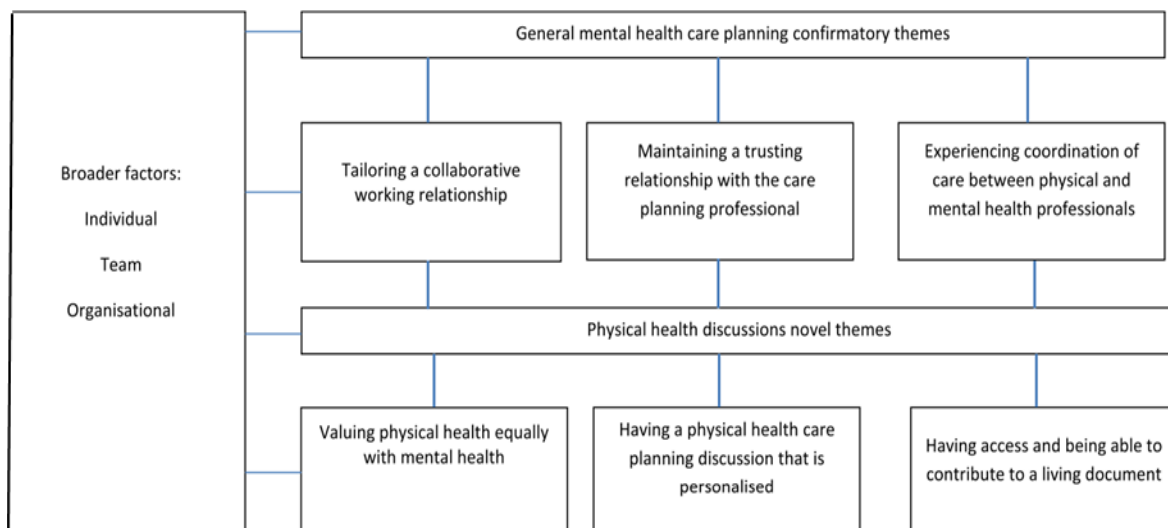 General mental health care planning confirmatory themes
Broader factors:
Individual
Team
Organisational
Tailoring a collaborative
working relationship
Maintaining a trusting
relationship with the care
planning professional
Experiencing coordination of
care between physical and
mental health professionals
Physical health discussions novel themes
Valuing physical health equally
with mental health
Having a physical health care
planning discussion that is
personalised
Having access and being able to
contribute to a living document